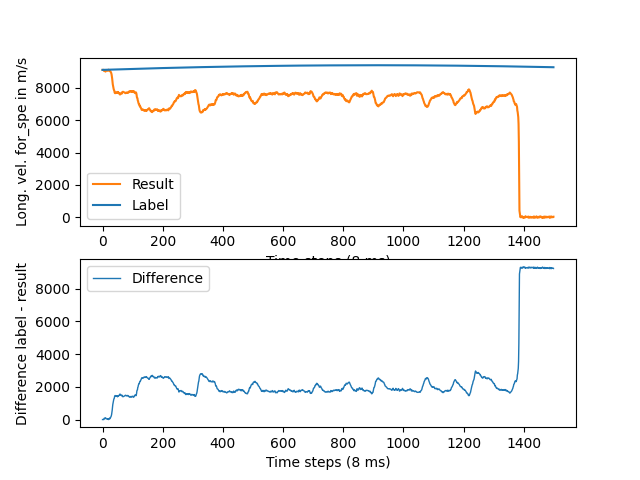 Long. vel. for_spe in m/s
8000
6000
4000
2000
0
Result
Label
0 200 400 600 800 1000 1200 1400
Time steps (8 ms)
Difference label - result
8000
6000
4000
2000
0
Difference
0 200 400 600 800 1000 1200 1400
Time steps (8 ms)